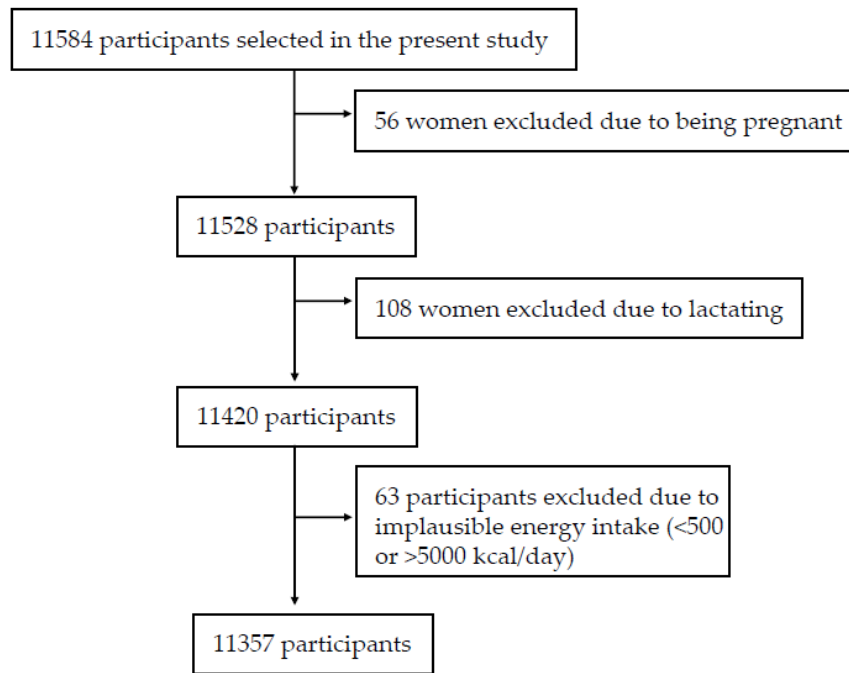 11584 participants selected in the present study
56 women excluded due to being pregnant
11528 participants
108 women excluded due to lactating
11420 participants
63 participants excluded due to
implausible energy intake (<500
or >5000 kcal/day)
11357 participants